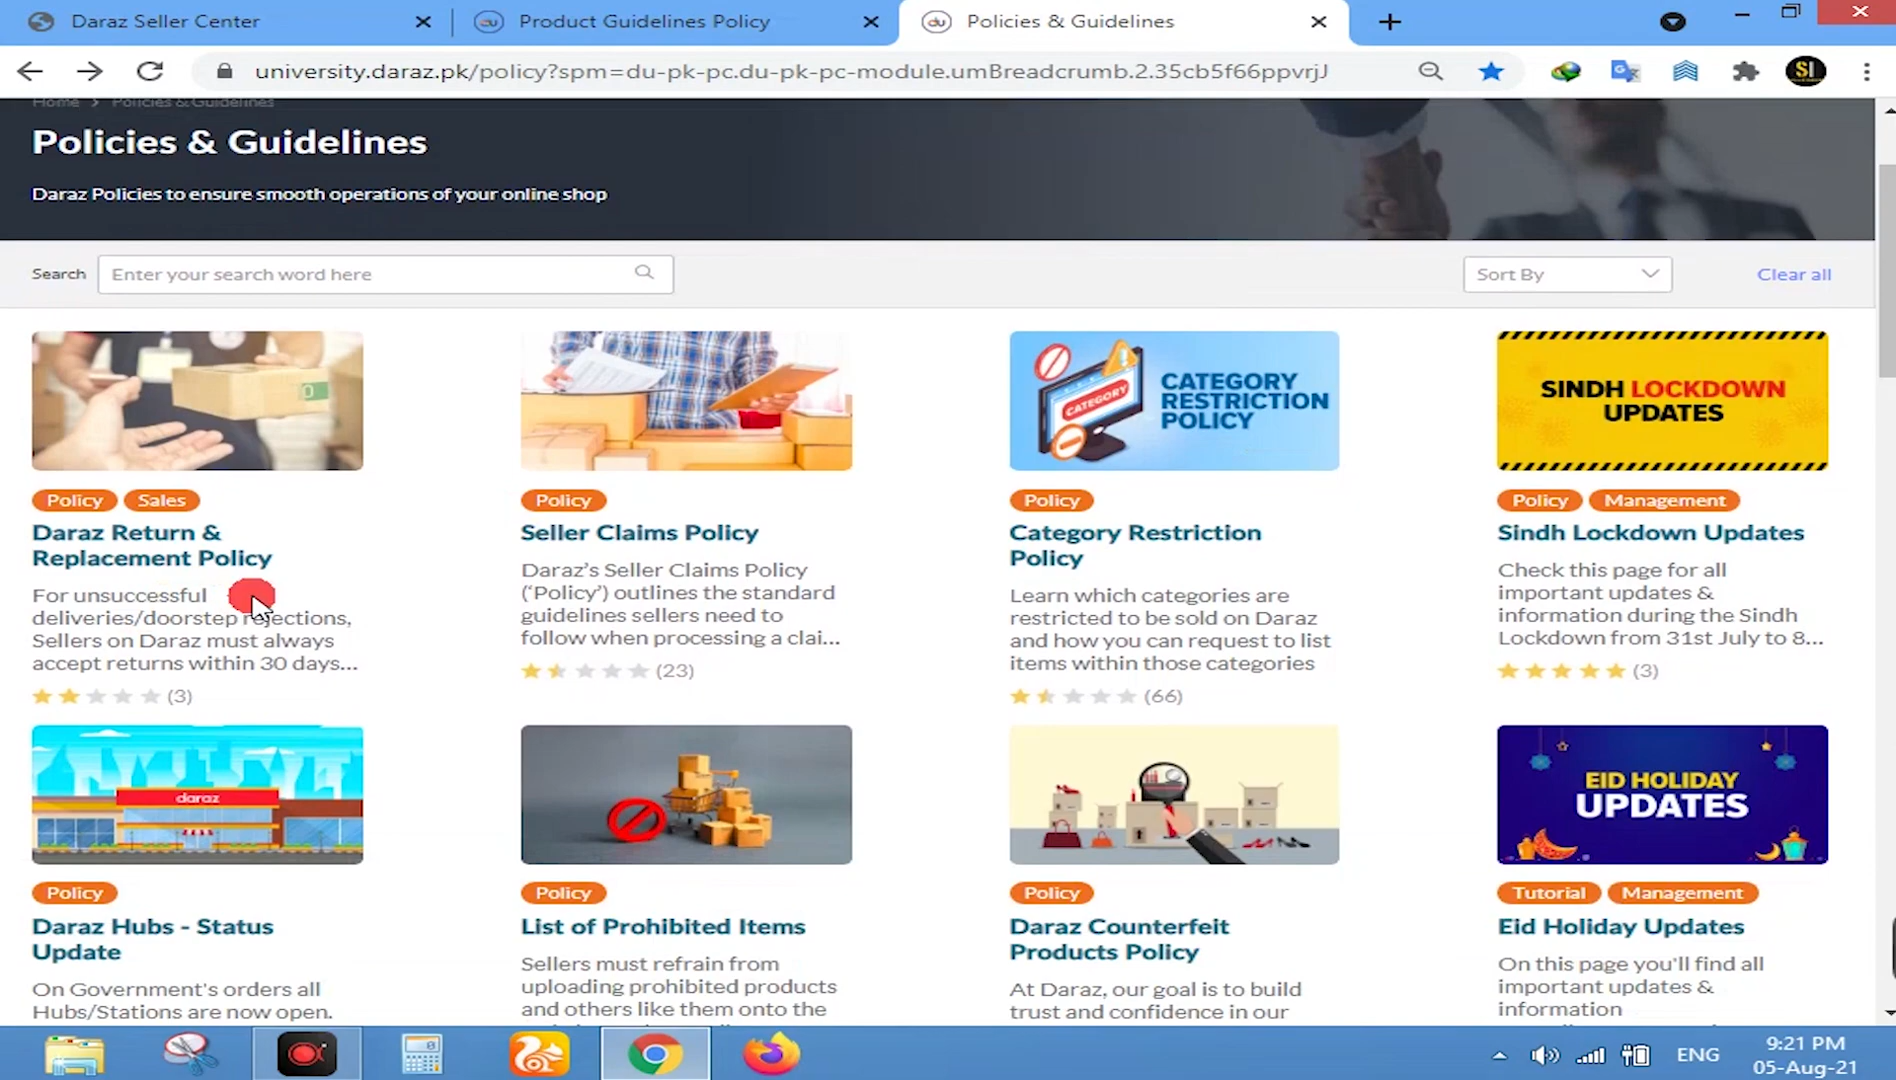 Daraz Seller Center
Product Guidelines Policy
Policies & Guidelines
university.daraz.pk/policy?spm=du-pk-pc.du-pk-pc-module.umBreadcrumb.2.35cb5f66ppvrjJ
SI
Home > Policies & Guidelines
Policies & Guidelines
Daraz Policies to ensure smooth operations of your online shop
Search
Enter your search word here
Sort By
Clear all
CATEGORY
CATEGORY
RESTRICTION
POLICY
SINDH LOCKDOWN
UPDATES
Policy Sales
Daraz Return &
Replacement Policy
For unsuccessful
deliveries/doorstep rejections,
Sellers on Daraz must always
accept returns within 30 days...
(3)
Policy
Seller Claims Policy
Daraz's Seller Claims Policy
('Policy') outlines the standard
guidelines sellers need to
follow when processing a clai...
(23)
Policy
Category Restriction
Policy
Learn which categories are
restricted to be sold on Daraz
and how you can request to list
items within those categories
(66)
Policy Management
Sindh Lockdown Updates
Check this page for all
important updates &
information during the Sindh
Lockdown from 31st July to 8...
(3)
daraz
EID HOLIDAY
UPDATES
Policy
Daraz Hubs - Status
Update
On Government's orders all
Hubs/Stations are now open.
Policy
List of Prohibited Items
Sellers must refrain from
uploading prohibited products
and others like them onto the
Policy
Daraz Counterfeit
Products Policy
At Daraz, our goal is to build
trust and confidence in our
Tutorial Management
Eid Holiday Updates
On this page you'll find all
important updates &
information
ENG
9:21 PM
05-Aug-21